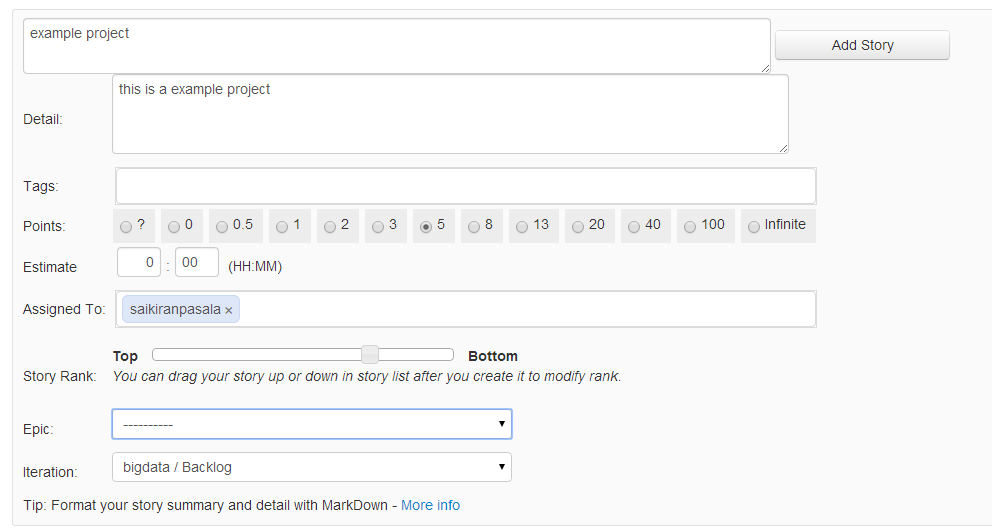 example project
Add Story
this is a example project
Detail:
Tags:
Points: ? 0 0.5 1 2 3 5 8 13 20 40 100 Infinite
Estimate 0 : 00 (HH:MM)
Assigned To: saikiranpasala ×
Top Bottom
Story Rank: You can drag your story up or down in story list after you create it to modify rank.
Epic: ----------
Iteration: bigdata / Backlog
Tip: Format your story summary and detail with MarkDown - More info